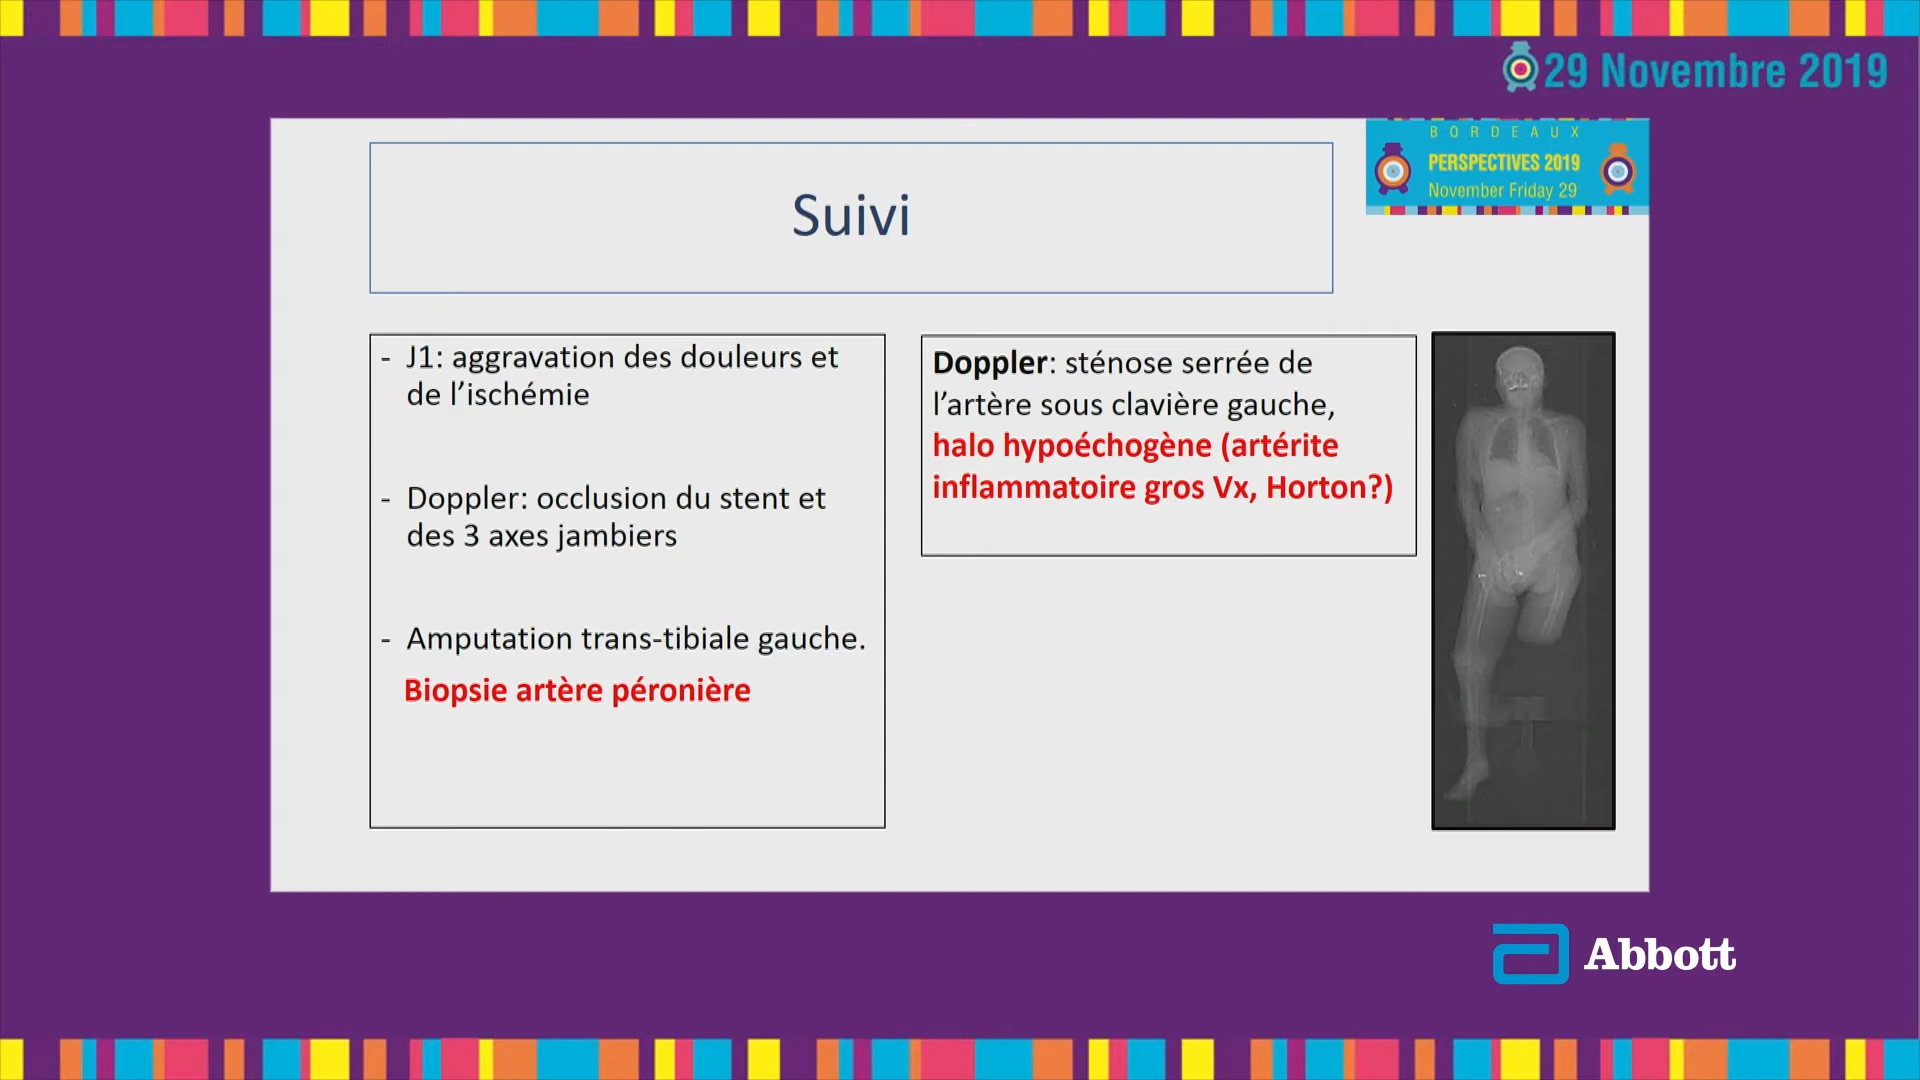 29 Novembre 2019
BORDEAUX
PERSPECTIVES 2019
November Friday 29
Suivi
- J1: aggravation des douleurs et
de l’ischémie
- Doppler: occlusion du stent et
des 3 axes jambiers
- Amputation trans-tibiale gauche.
Biopsie artère péronière
Doppler: sténose serrée de
l’artère sous clavière gauche,
halo hypoéchogène (artérite
inflammatoire gros Vx, Horton?)
Abbott